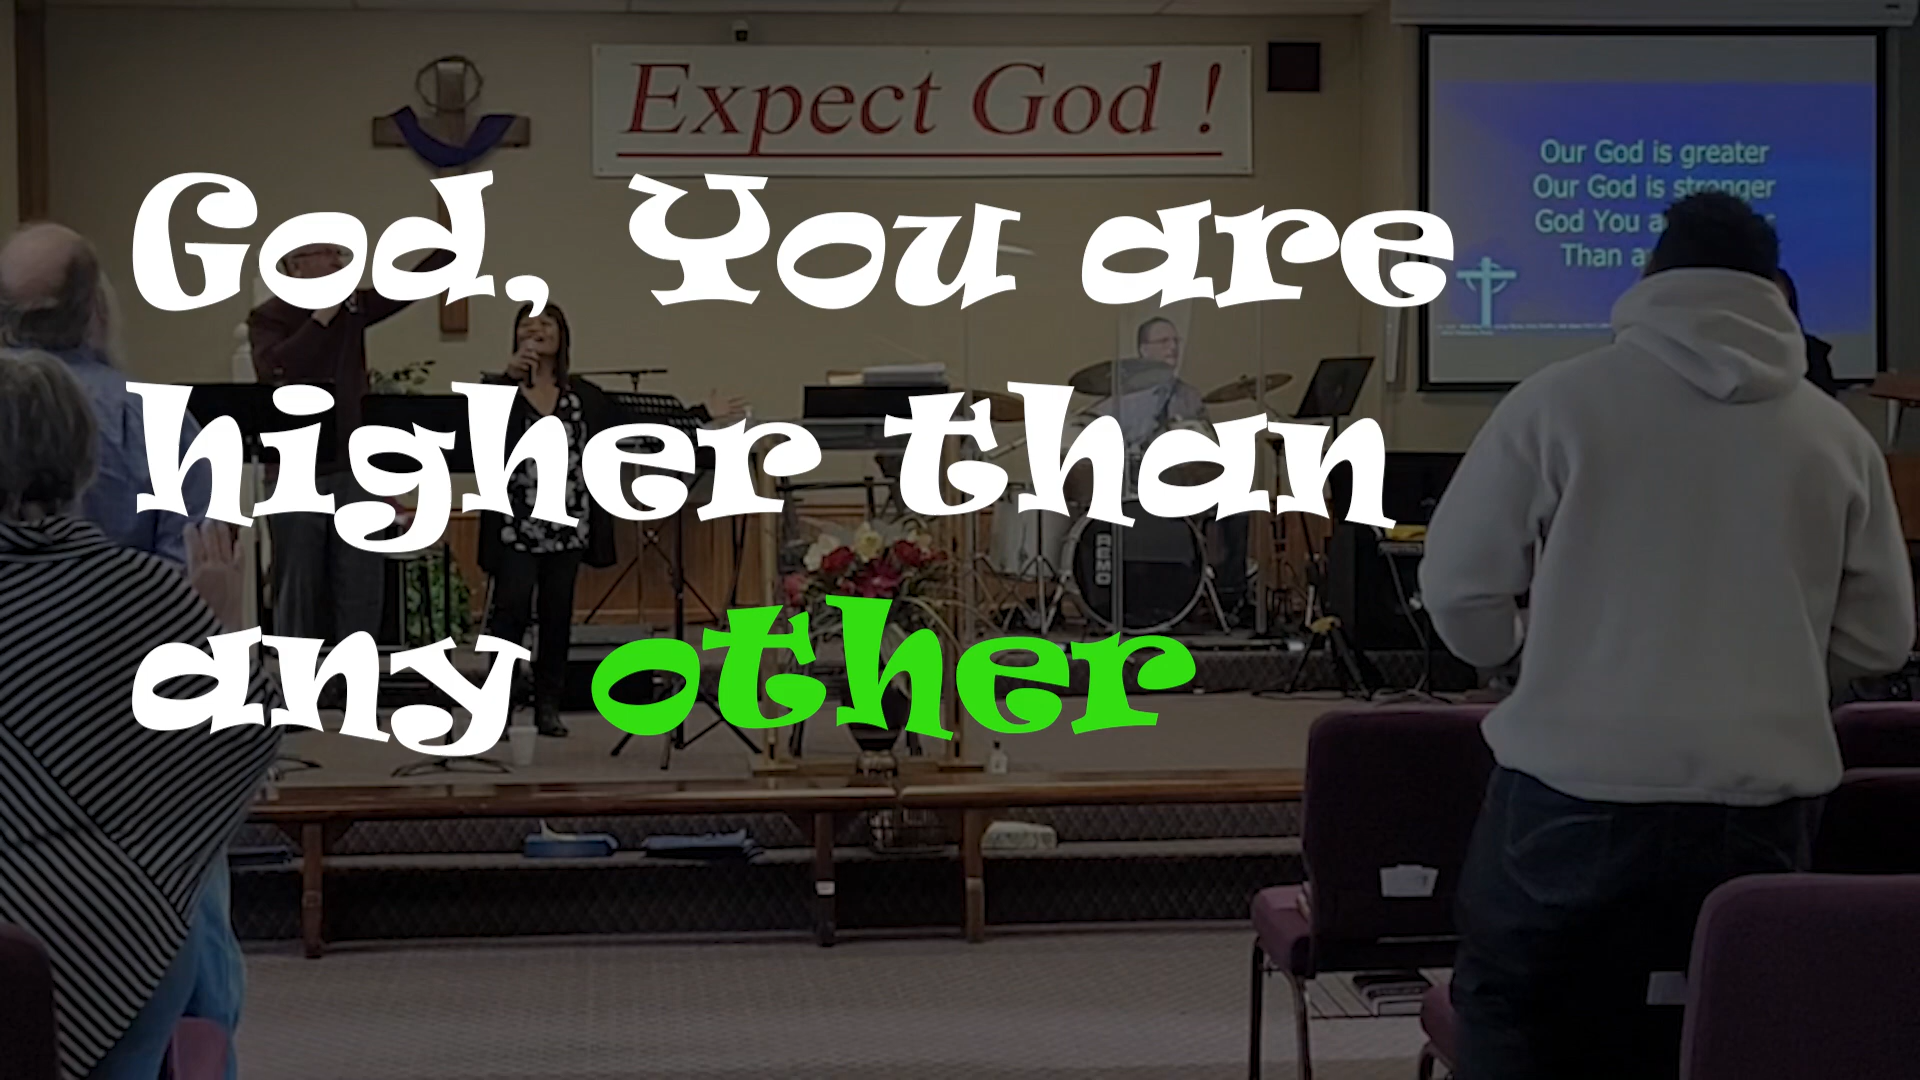 Expect God !
Our God is greater
Our God is stronger
God You a
Than a
God, You are
higher than
any other
REMO